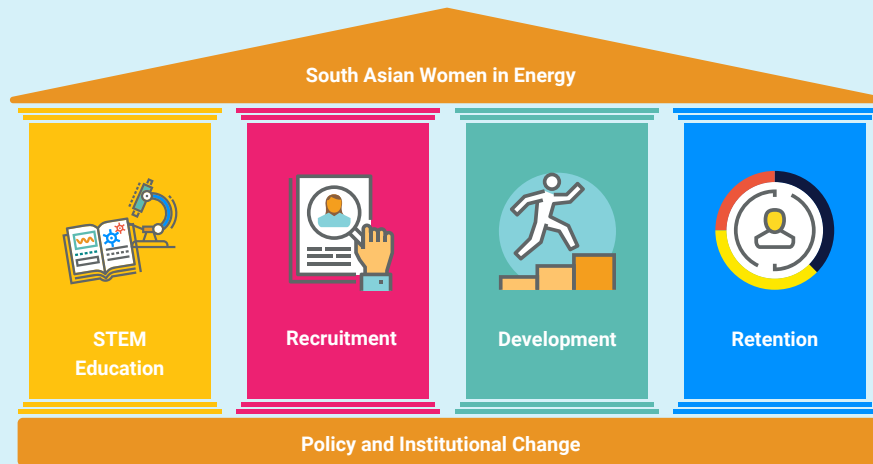 South Asian Women in Energy
STEM
Education
Recruitment
Development
Retention
Policy and Institutional Change